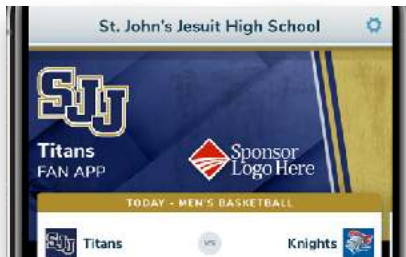 St. John's Jesuit High School
SJJ
Titans
FAN APP
Sponsor
Logo Here
TODAY - MEN'S BASKETBALL
SJJ Titans
VS
Knights